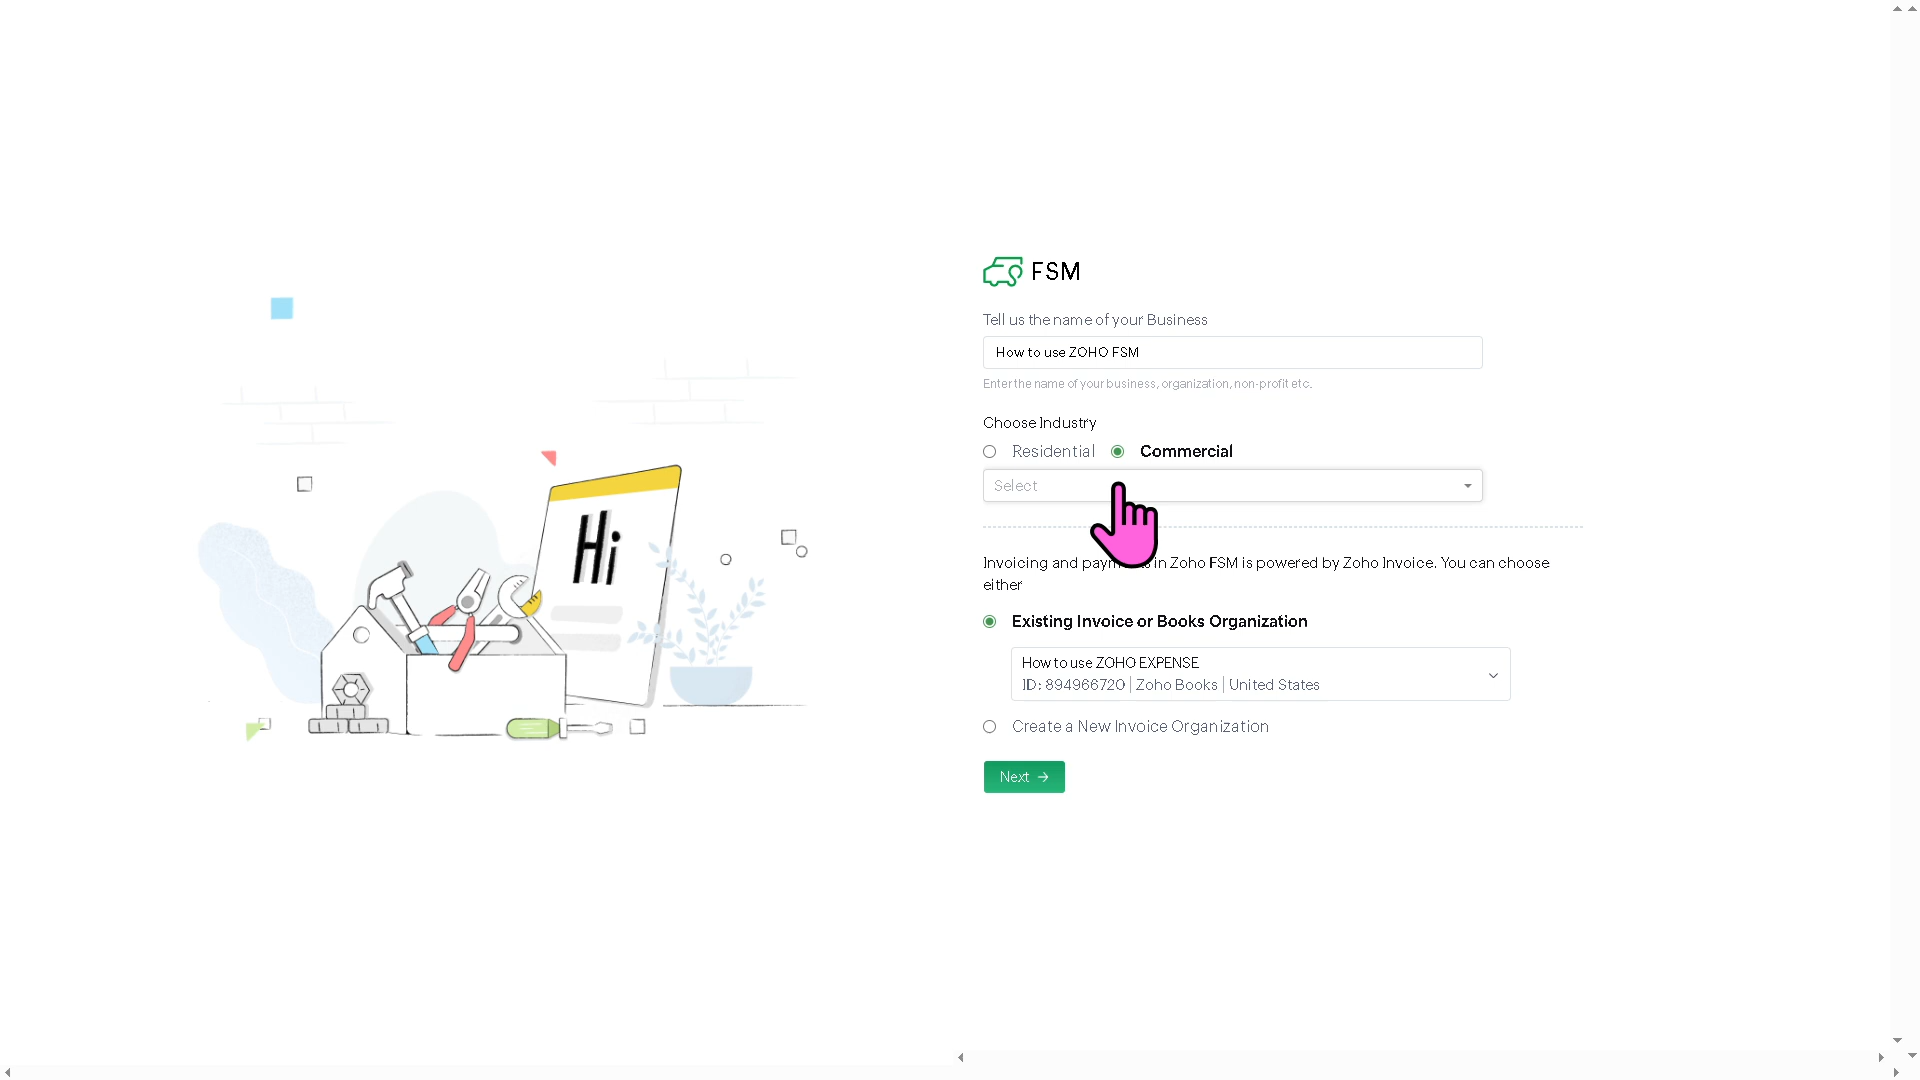 FSM
Tell us the name of your Business
How to use ZOHO FSM
Enter the name of your business, organization, non-profit etc.
Choose Industry
Residential
Commercial
Select
Hi
Invoicing and paym in Zoho FSM is powered by Zoho Invoice. You can choose
either
Existing Invoice or Books Organization
How to use ZOHO EXPENSE
ID: 894966720 | Zoho Books | United States
Create a New Invoice Organization
Next →